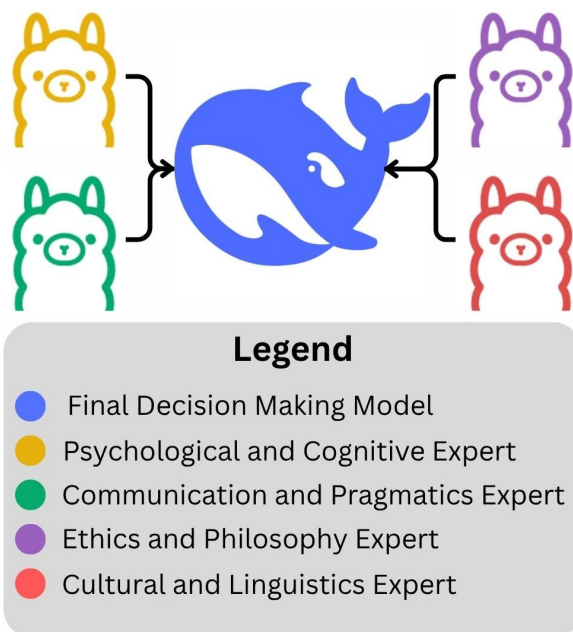 Legend
Final Decision Making Model
Psychological and Cognitive Expert
Communication and Pragmatics Expert
Ethics and Philosophy Expert
Cultural and Linguistics Expert